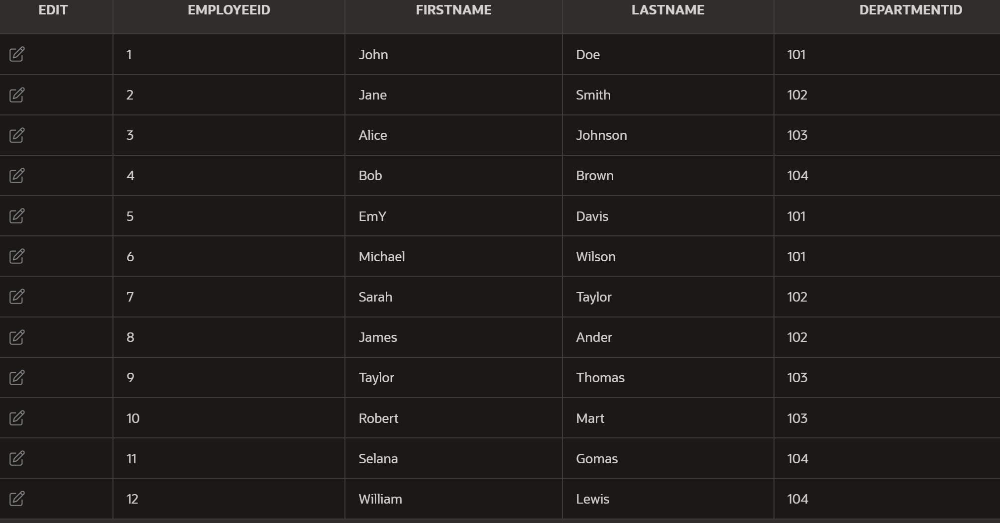 EDIT EMPLOYEEID FIRSTNAME LASTNAME DEPARTMENTID
1 John Doe 101
2 Jane Smith 102
3 Alice Johnson 103
4 Bob Brown 104
5 EmY Davis 101
6 Michael Wilson 101
7 Sarah Taylor 102
8 James Ander 102
9 Taylor Thomas 103
10 Robert Mart 103
11 Selana Gomas 104
12 William Lewis 104